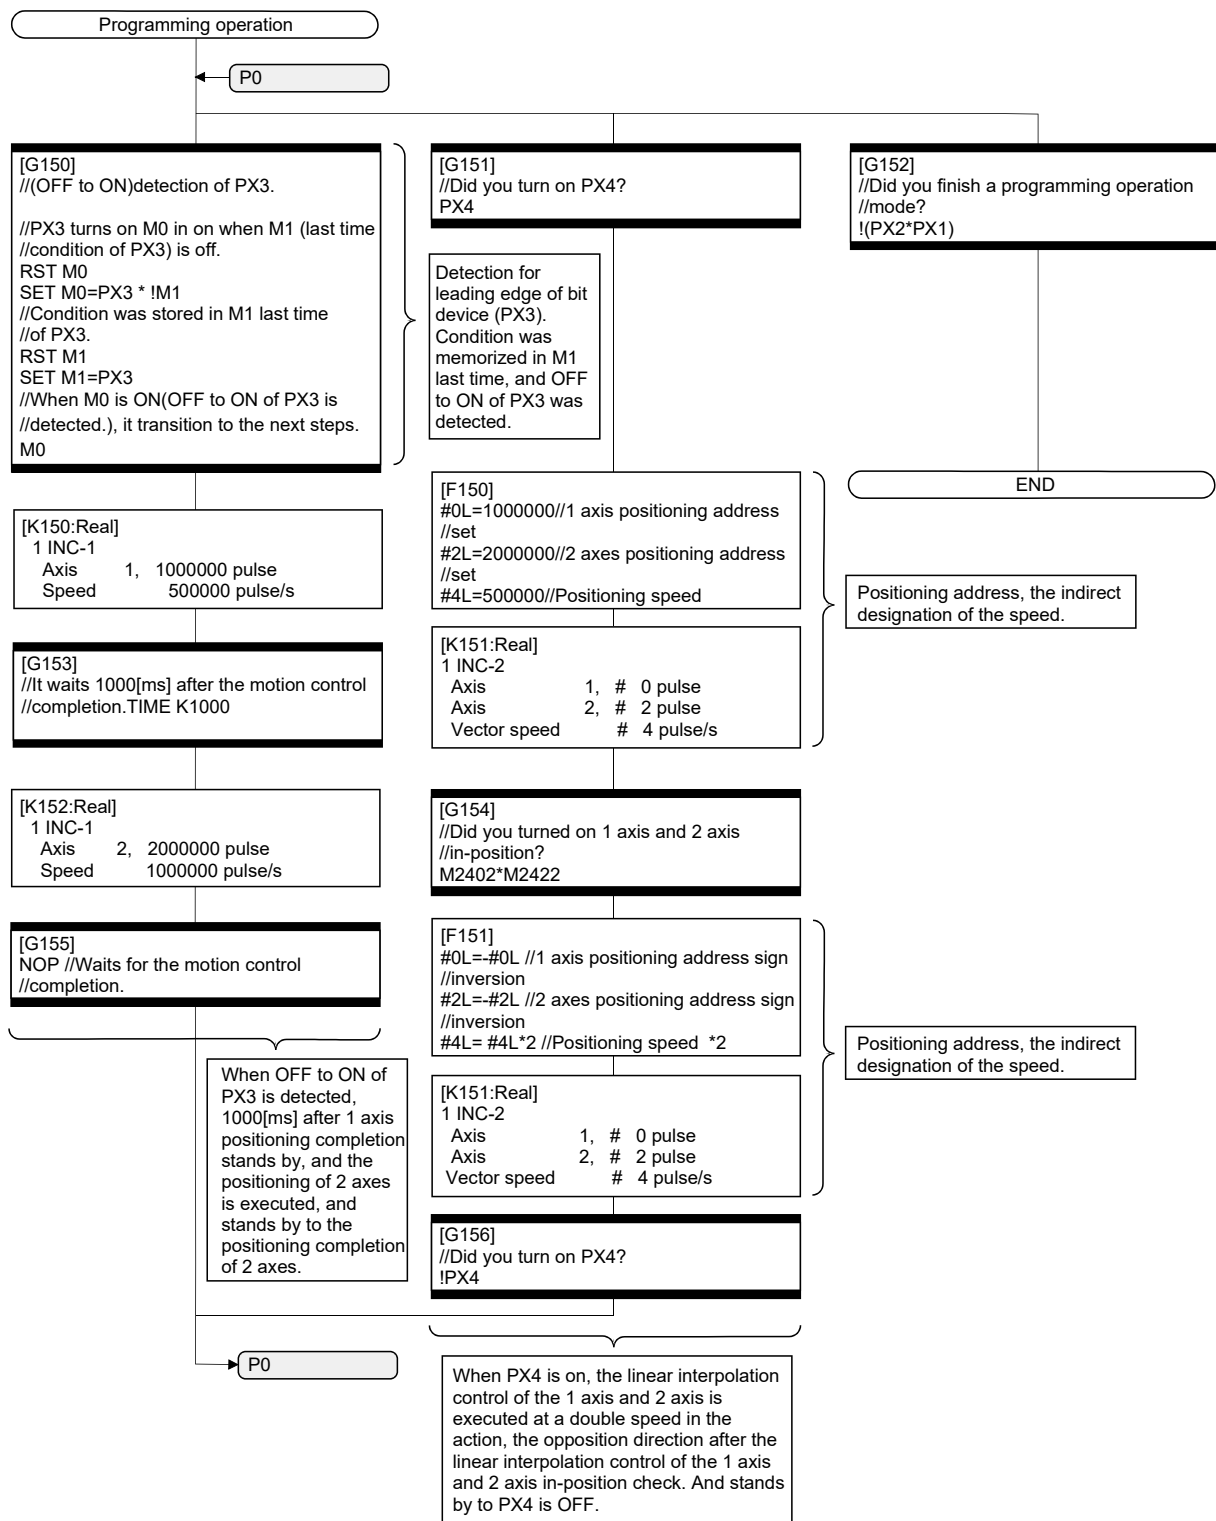 Programming operation
P0
[G150]
//(OFF to ON)detection of PX3.
//PX3 turns on M0 in on when M1 (last time
//condition of PX3) is off.
RST M0
SET M0=PX3 * !M1
//Condition was stored in M1 last time
//of PX3.
RST M1
SET M1=PX3
//When M0 is ON(OFF to ON of PX3 is
//detected.), it transition to the next steps.
M0
[K150:Real]
1 INC-1
Axis 1, 1000000 pulse
Speed 500000 pulse/s
[G153]
//It waits 1000[ms] after the motion control
//completion.TIME K1000
[K152:Real]
1 INC-1
Axis 2, 2000000 pulse
Speed 1000000 pulse/s
[G155]
NOP //Waits for the motion control
//completion.
When OFF to ON of
PX3 is detected,
1000[ms] after 1 axis
positioning completion
stands by, and the
positioning of 2 axes
is executed, and
stands by to the
positioning completion
of 2 axes.
P0
[G151]
//Did you turn on PX4?
PX4
Detection for
leading edge of bit
device (PX3).
Condition was
memorized in M1
last time, and OFF
to ON of PX3 was
detected.
[F150]
#0L=1000000//1 axis positioning address
//set
#2L=2000000//2 axes positioning address
//set
#4L=500000//Positioning speed
[K151:Real]
1 INC-2
Axis 1, # 0 pulse
Axis 2, # 2 pulse
Vector speed # 4 pulse/s
Positioning address, the indirect
designation of the speed.
[G154]
//Did you turned on 1 axis and 2 axis
//in-position?
M2402*M2422
[F151]
#0L=-#0L //1 axis positioning address sign
//inversion
#2L=-#2L //2 axes positioning address sign
//inversion
#4L= #4L*2 //Positioning speed *2
[K151:Real]
1 INC-2
Axis 1, # 0 pulse
Axis 2, # 2 pulse
Vector speed # 4 pulse/s
Positioning address, the indirect
designation of the speed.
[G156]
//Did you turn on PX4?
!PX4
When PX4 is on, the linear interpolation
control of the 1 axis and 2 axis is
executed at a double speed in the
action, the opposition direction after the
linear interpolation control of the 1 axis
and 2 axis in-position check. And stands
by to PX4 is OFF.
[G152]
//Did you finish a programming operation
//mode?
!(PX2*PX1)
END